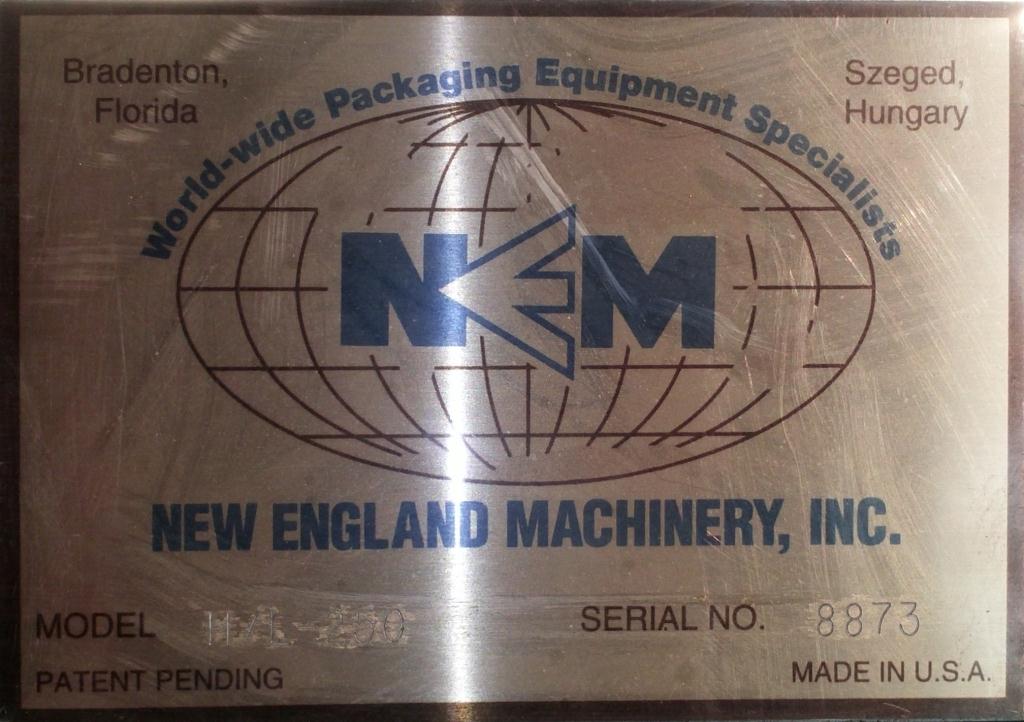 Bradenton,
Florida
World-wide Packaging Equipment Specialists
Szeged,
Hungary
NEM
NEW ENGLAND MACHINERY, INC.
MODEL
SERIAL NO. 8873
PATENT PENDING
MADE IN U.S.A.